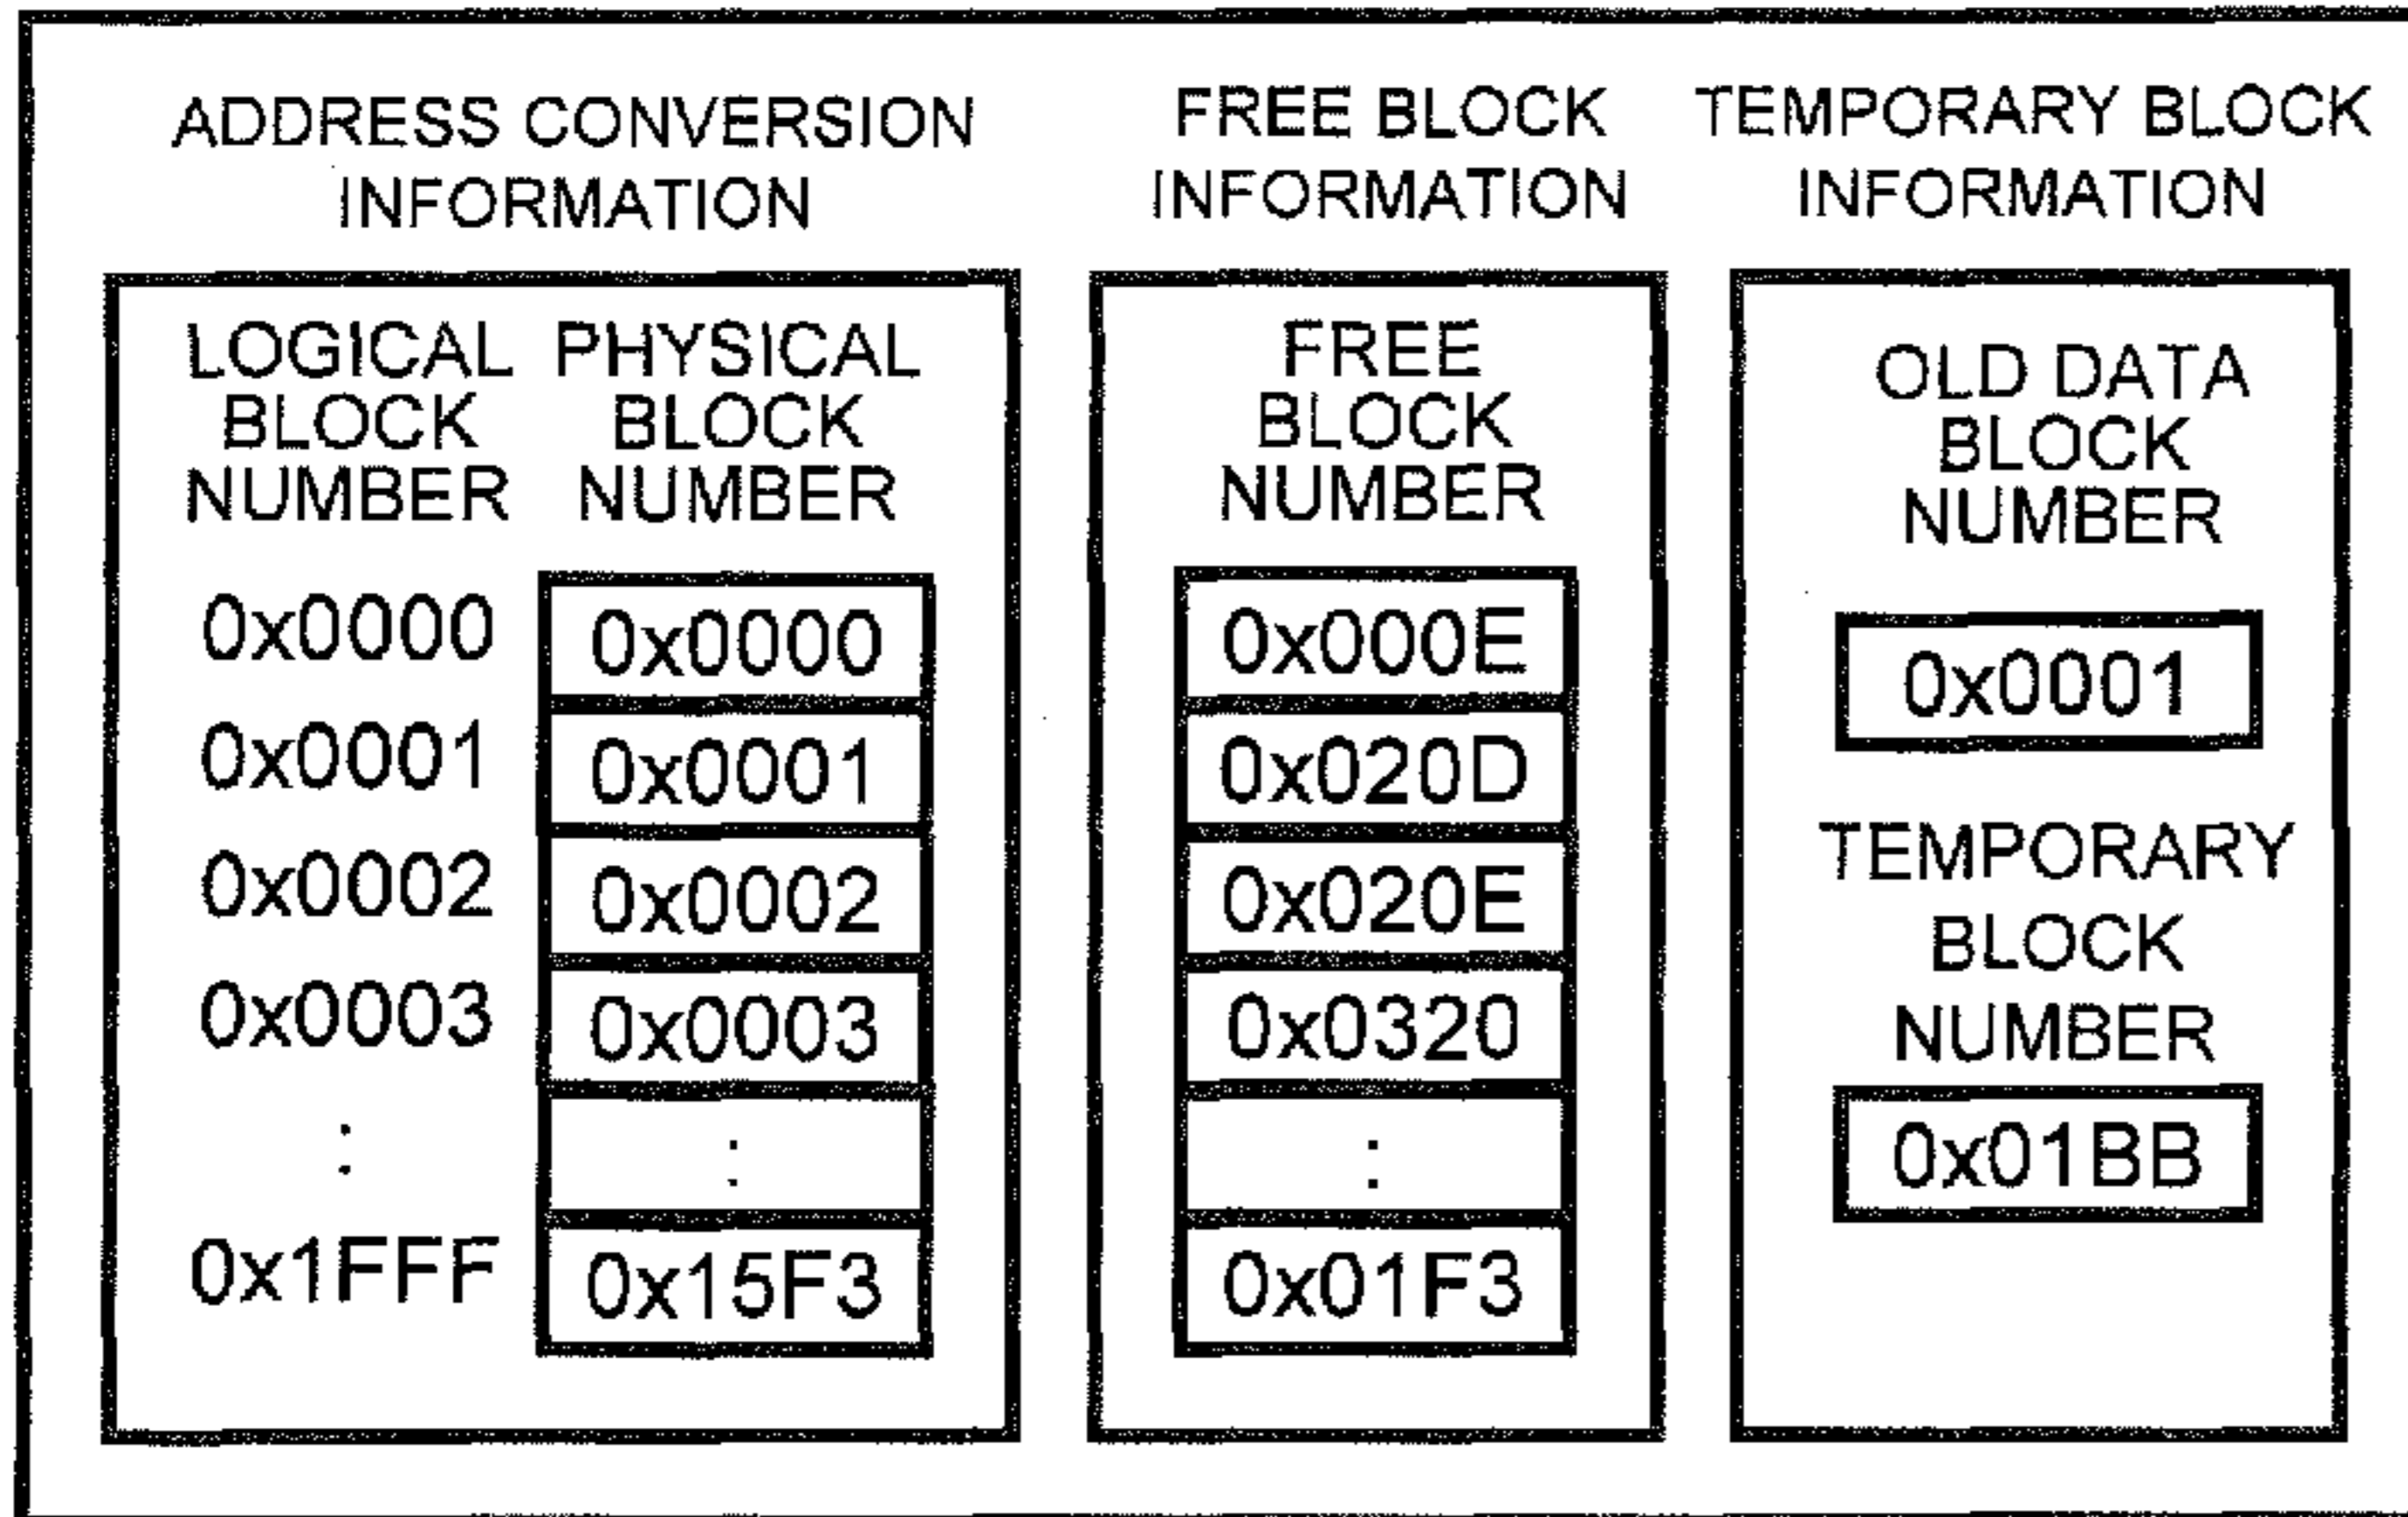 ADDRESS CONVERSION
INFORMATION
LOGICAL
BLOCK
NUMBER
PHYSICAL
BLOCK
NUMBER
0x0000 0x0000
0x0001 0x0001
0x0002 0x0002
0x0003 0x0003
: :
0x1FFF 0x15F3
FREE BLOCK
INFORMATION
FREE
BLOCK
NUMBER
0x000E
0x020D
0x020E
0x0320
:
0x01F3
TEMPORARY BLOCK
INFORMATION
OLD DATA
BLOCK
NUMBER
0x0001
TEMPORARY
BLOCK
NUMBER
0x01BB